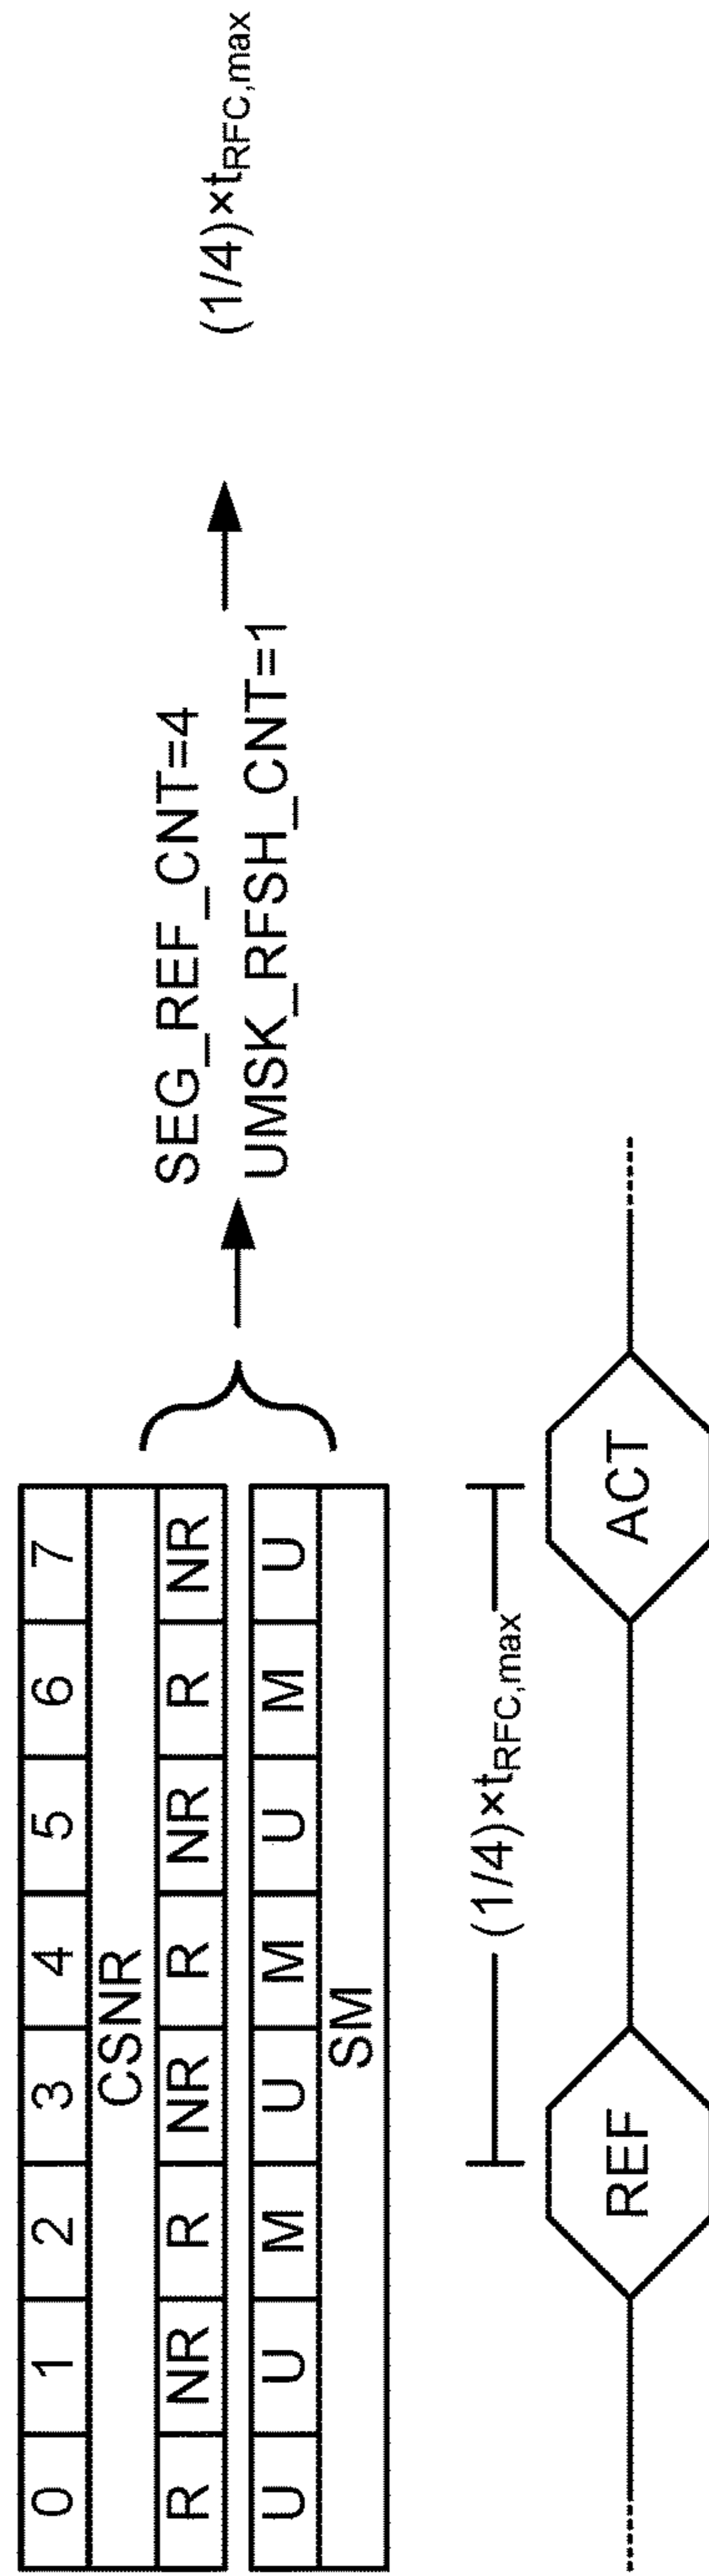 0 1 2 3 4 5 6 7
CSNR
R NR R NR R NR R NR
U U M U M U M U
SM
SEG_REF_CNT=4
UMSK_RFSH_CNT=1
(1/4)×tRFC,max
(1/4)×tRFC,max
REF ACT